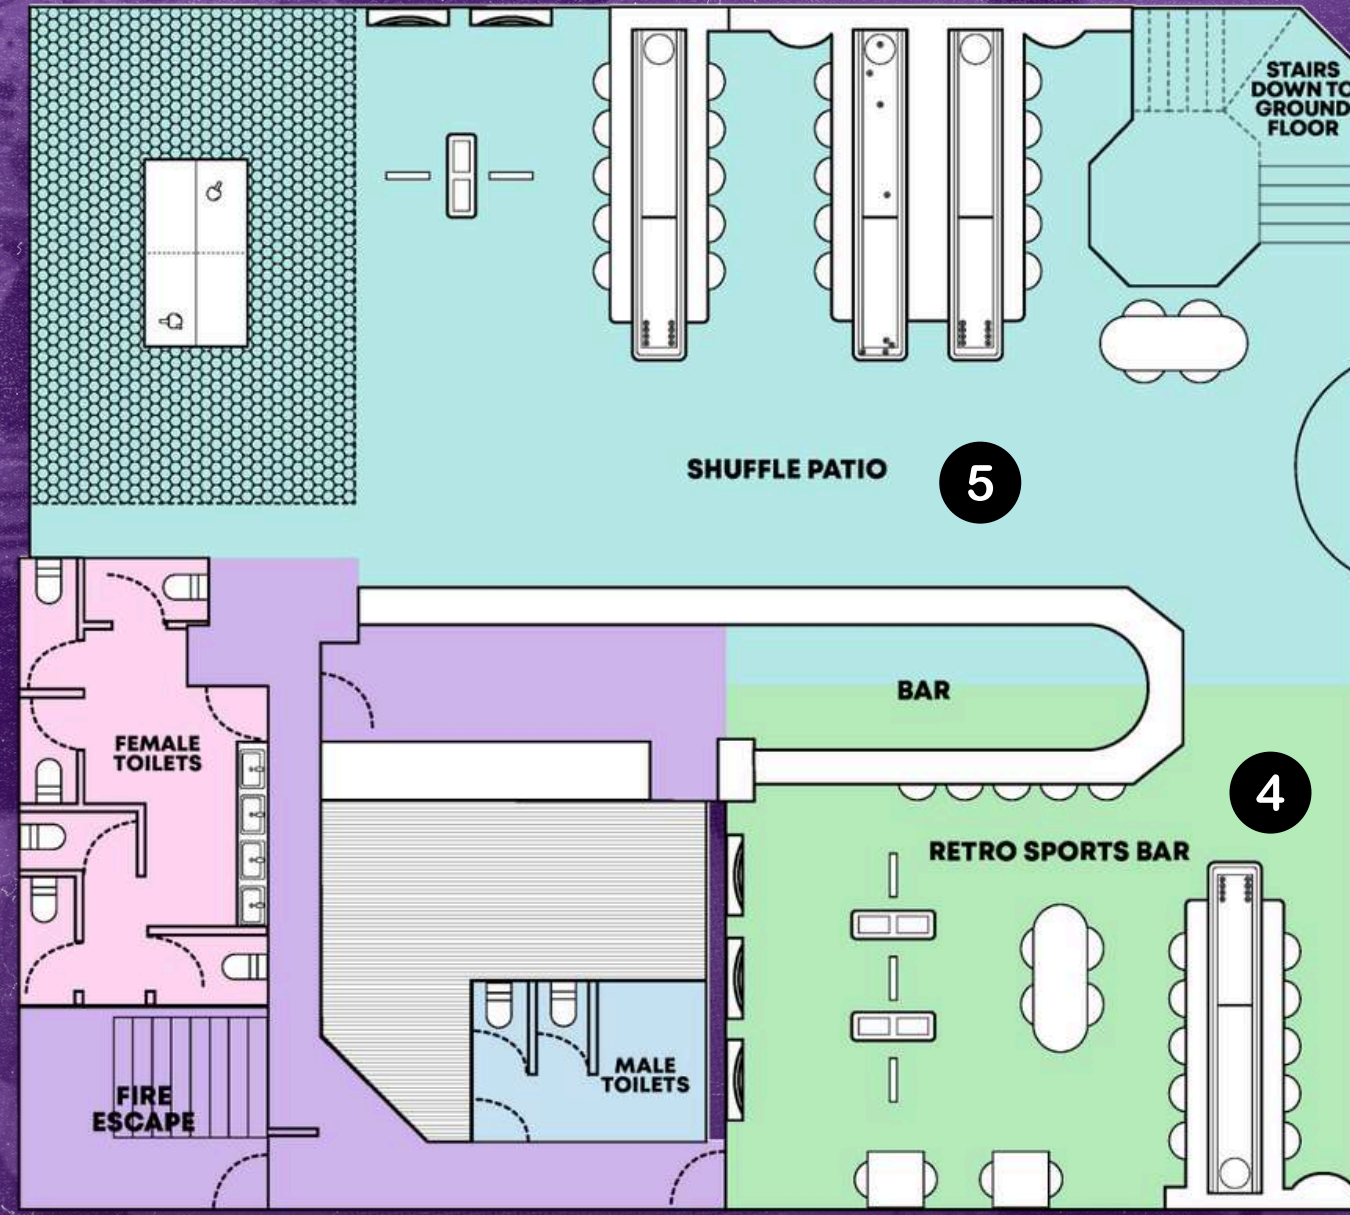 STAIRS
DOWN TO
GROUND
FLOOR
SHUFFLE PATIO
5
BAR
FEMALE
TOILETS
4
RETRO SPORTS BAR
MALE
TOILETS
FIRE
ESCAPE